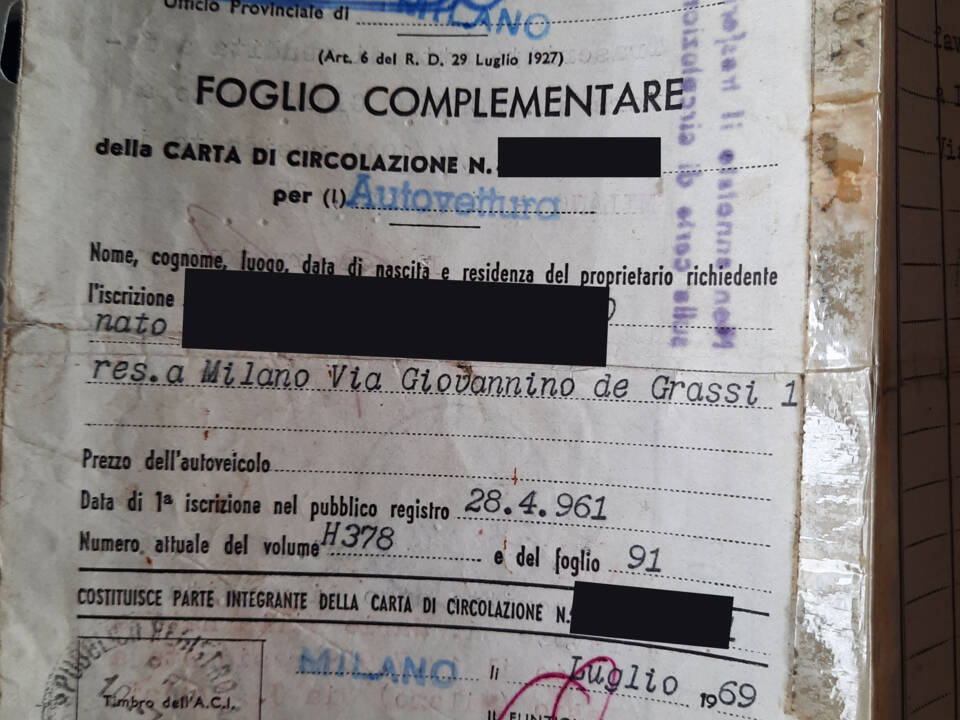 Ufficio Provinciale di MILANO
(Art. 6 del R. D. 29 Luglio 1927)
FOGLIO COMPLEMENTARE
della CARTA DI CIRCOLAZIONE N.
per (1) Autovettura
Nome, cognome, luogo, data di nascita e residenza del proprietario richiedente
l'iscrizione
nato
res.a Milano Via Giovannino de Grassi 1
Prezzo dell'autoveicolo
Data di 1ª iscrizione nel pubblico registro 28.4.961
Numero attuale del volume H378 e del foglio 91
COSTITUISCE PARTE INTEGRANTE DELLA CARTA DI CIRCOLAZIONE N.
MILANO li Luglio 1969
Timbro dell'A.C.I.
IL FUNZIO